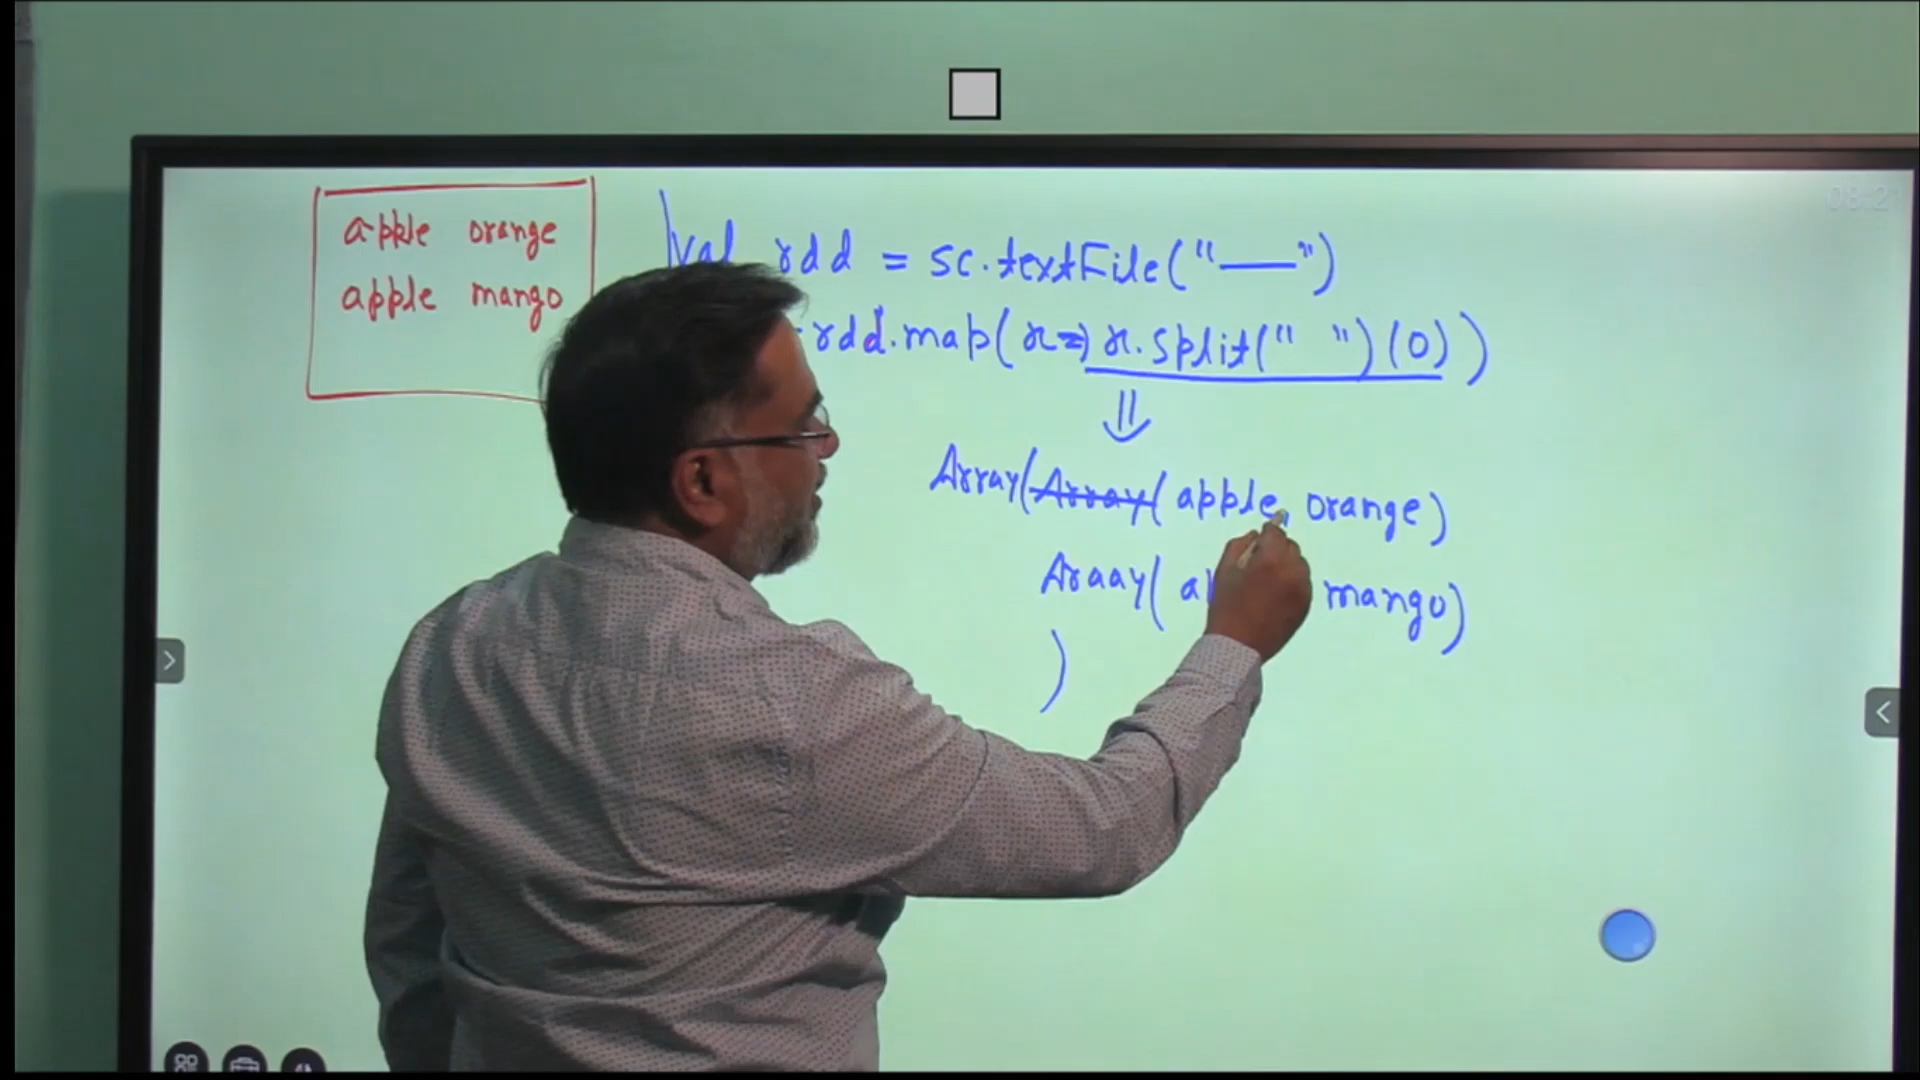 apple orange
apple mango
val rdd = sc.textFile("—")
rdd.map(x=> x.split(" ")(0))
Array(Array( apple, orange)
Araay( mango)
)